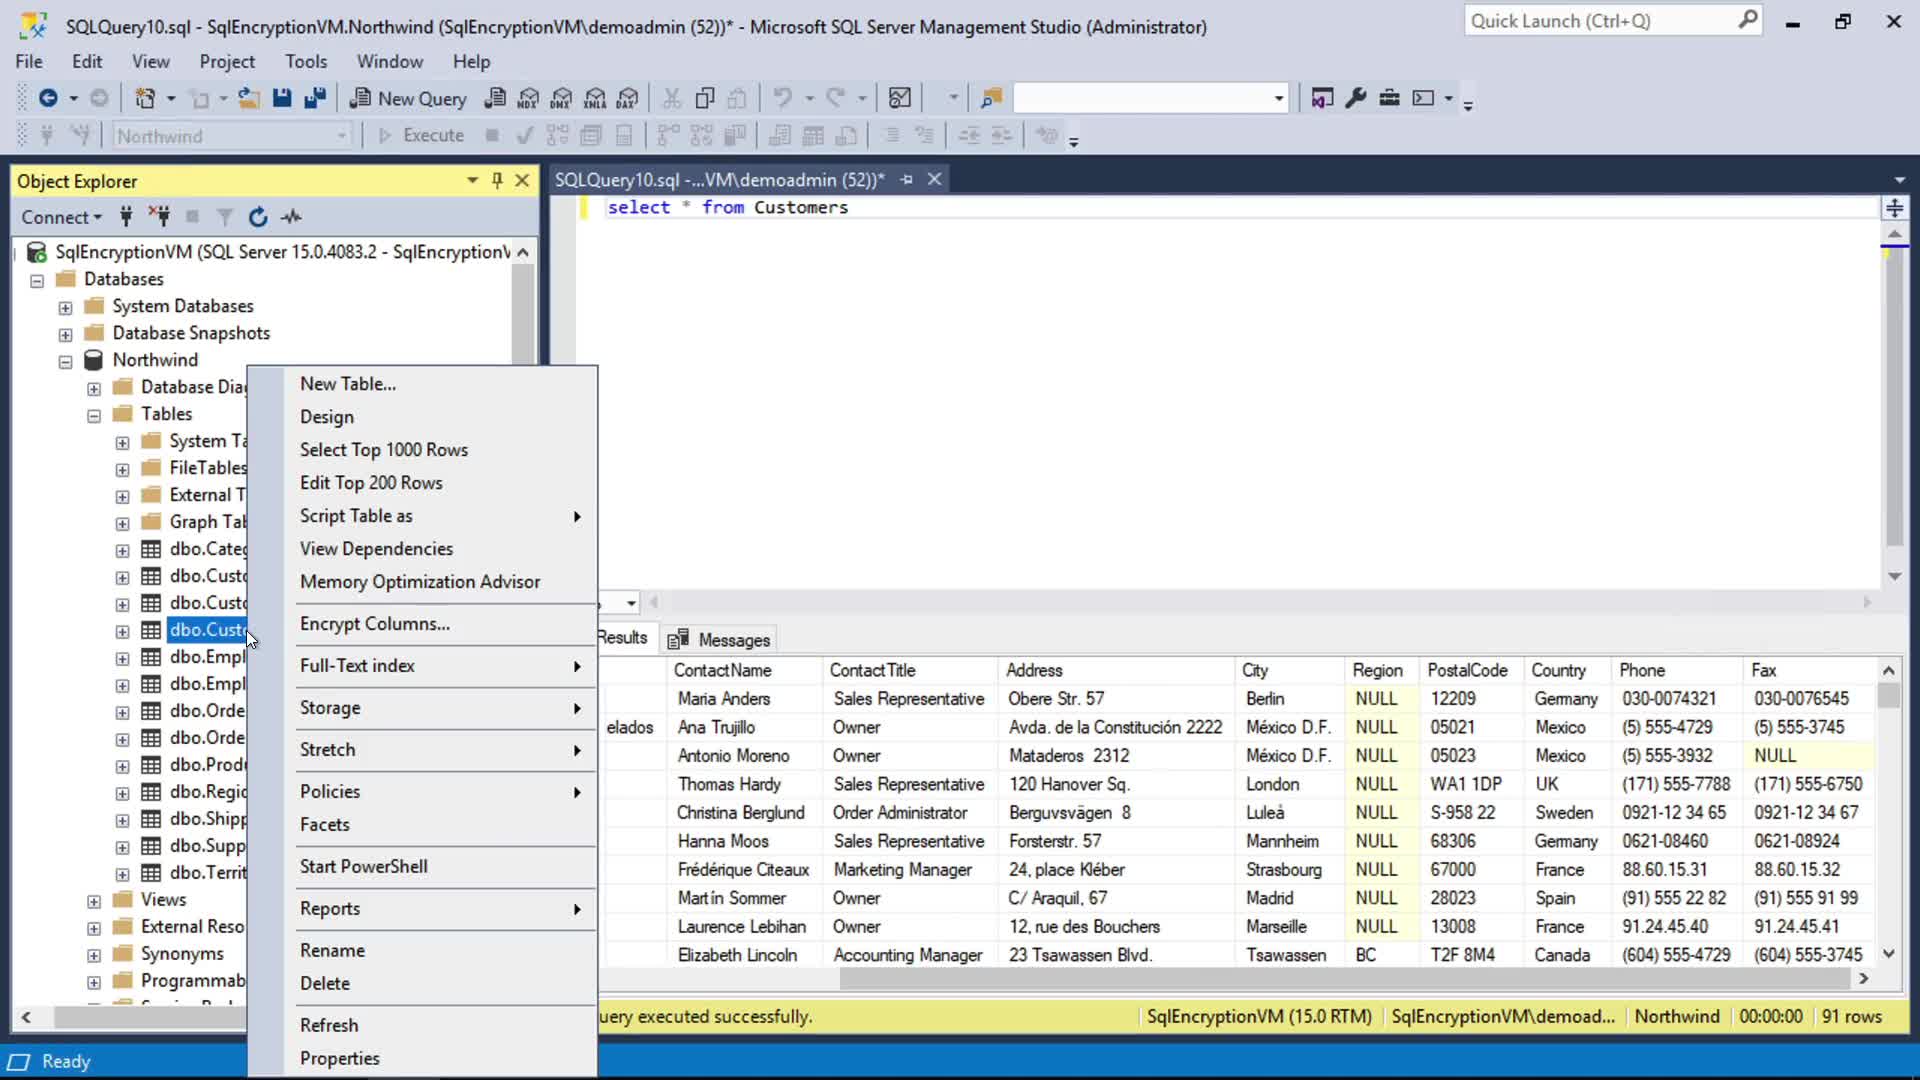 SQLQuery10.sql - SqlEncryptionVM.Northwind (SqlEncryptionVM\demoadmin (52))* - Microsoft SQL Server Management Studio (Administrator)
Quick Launch (Ctrl+Q)
File Edit View Project Tools Window Help
New Query MDX DMX XMLA DAX
Northwind Execute
Object Explorer
SQLQuery10.sql -...VM\demoadmin (52))*
Connect
select * from Customers
SqlEncryptionVM (SQL Server 15.0.4083.2 - SqlEncryptionV
Databases
System Databases
Database Snapshots
Northwind
Database Diag
Tables
System Ta
FileTables
External T
Graph Tab
dbo.Categ
dbo.Custo
dbo.Custo
dbo.Custo
dbo.Empl
dbo.Empl
dbo.Orde
dbo.Orde
dbo.Produ
dbo.Regio
dbo.Shipp
dbo.Supp
dbo.Territ
Views
External Reso
Synonyms
Programmab
New Table...
Design
Select Top 1000 Rows
Edit Top 200 Rows
Script Table as
View Dependencies
Memory Optimization Advisor
Encrypt Columns...
Full-Text index
Storage
Stretch
Policies
Facets
Start PowerShell
Reports
Rename
Delete
Refresh
Properties
Results Messages
ContactName ContactTitle Address City Region PostalCode Country Phone Fax
Maria Anders Sales Representative Obere Str. 57 Berlin NULL 12209 Germany 030-0074321 030-0076545
elados Ana Trujillo Owner Avda. de la Constitución 2222 México D.F. NULL 05021 Mexico (5) 555-4729 (5) 555-3745
Antonio Moreno Owner Mataderos 2312 México D.F. NULL 05023 Mexico (5) 555-3932 NULL
Thomas Hardy Sales Representative 120 Hanover Sq. London NULL WA1 1DP UK (171) 555-7788 (171) 555-6750
Christina Berglund Order Administrator Berguvsvägen 8 Luleå NULL S-958 22 Sweden 0921-12 34 65 0921-12 34 67
Hanna Moos Sales Representative Forsterstr. 57 Mannheim NULL 68306 Germany 0621-08460 0621-08924
Frédérique Citeaux Marketing Manager 24, place Kléber Strasbourg NULL 67000 France 88.60.15.31 88.60.15.32
Martín Sommer Owner C/ Araquil, 67 Madrid NULL 28023 Spain (91) 555 22 82 (91) 555 91 99
Laurence Lebihan Owner 12, rue des Bouchers Marseille NULL 13008 France 91.24.45.40 91.24.45.41
Elizabeth Lincoln Accounting Manager 23 Tsawassen Blvd. Tsawassen BC T2F 8M4 Canada (604) 555-4729 (604) 555-3745
uery executed successfully. SqlEncryptionVM (15.0 RTM) SqlEncryptionVM\demoad... Northwind 00:00:00 91 rows
Ready